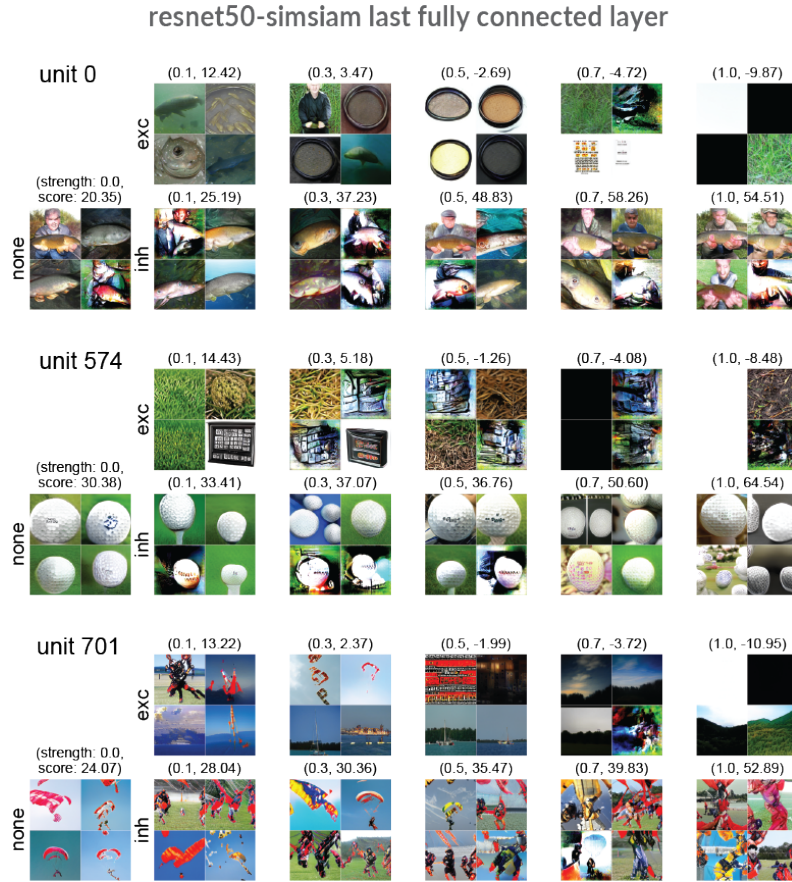 resnet50-simsiam last fully connected layer
unit 0
(0.1, 12.42) (0.3, 3.47) (0.5, -2.69) (0.7, -4.72) (1.0, -9.87)
exc
(strength: 0.0,
score: 20.35)
(0.1, 25.19) (0.3, 37.23) (0.5, 48.83) (0.7, 58.26) (1.0, 54.51)
none
inh
unit 574
(0.1, 14.43) (0.3, 5.18) (0.5, -1.26) (0.7, -4.08) (1.0, -8.48)
exc
(strength: 0.0,
score: 30.38)
(0.1, 33.41) (0.3, 37.07) (0.5, 36.76) (0.7, 50.60) (1.0, 64.54)
none
inh
unit 701
(0.1, 13.22) (0.3, 2.37) (0.5, -1.99) (0.7, -3.72) (1.0, -10.95)
exc
(strength: 0.0,
score: 24.07)
(0.1, 28.04) (0.3, 30.36) (0.5, 35.47) (0.7, 39.83) (1.0, 52.89)
none
inh